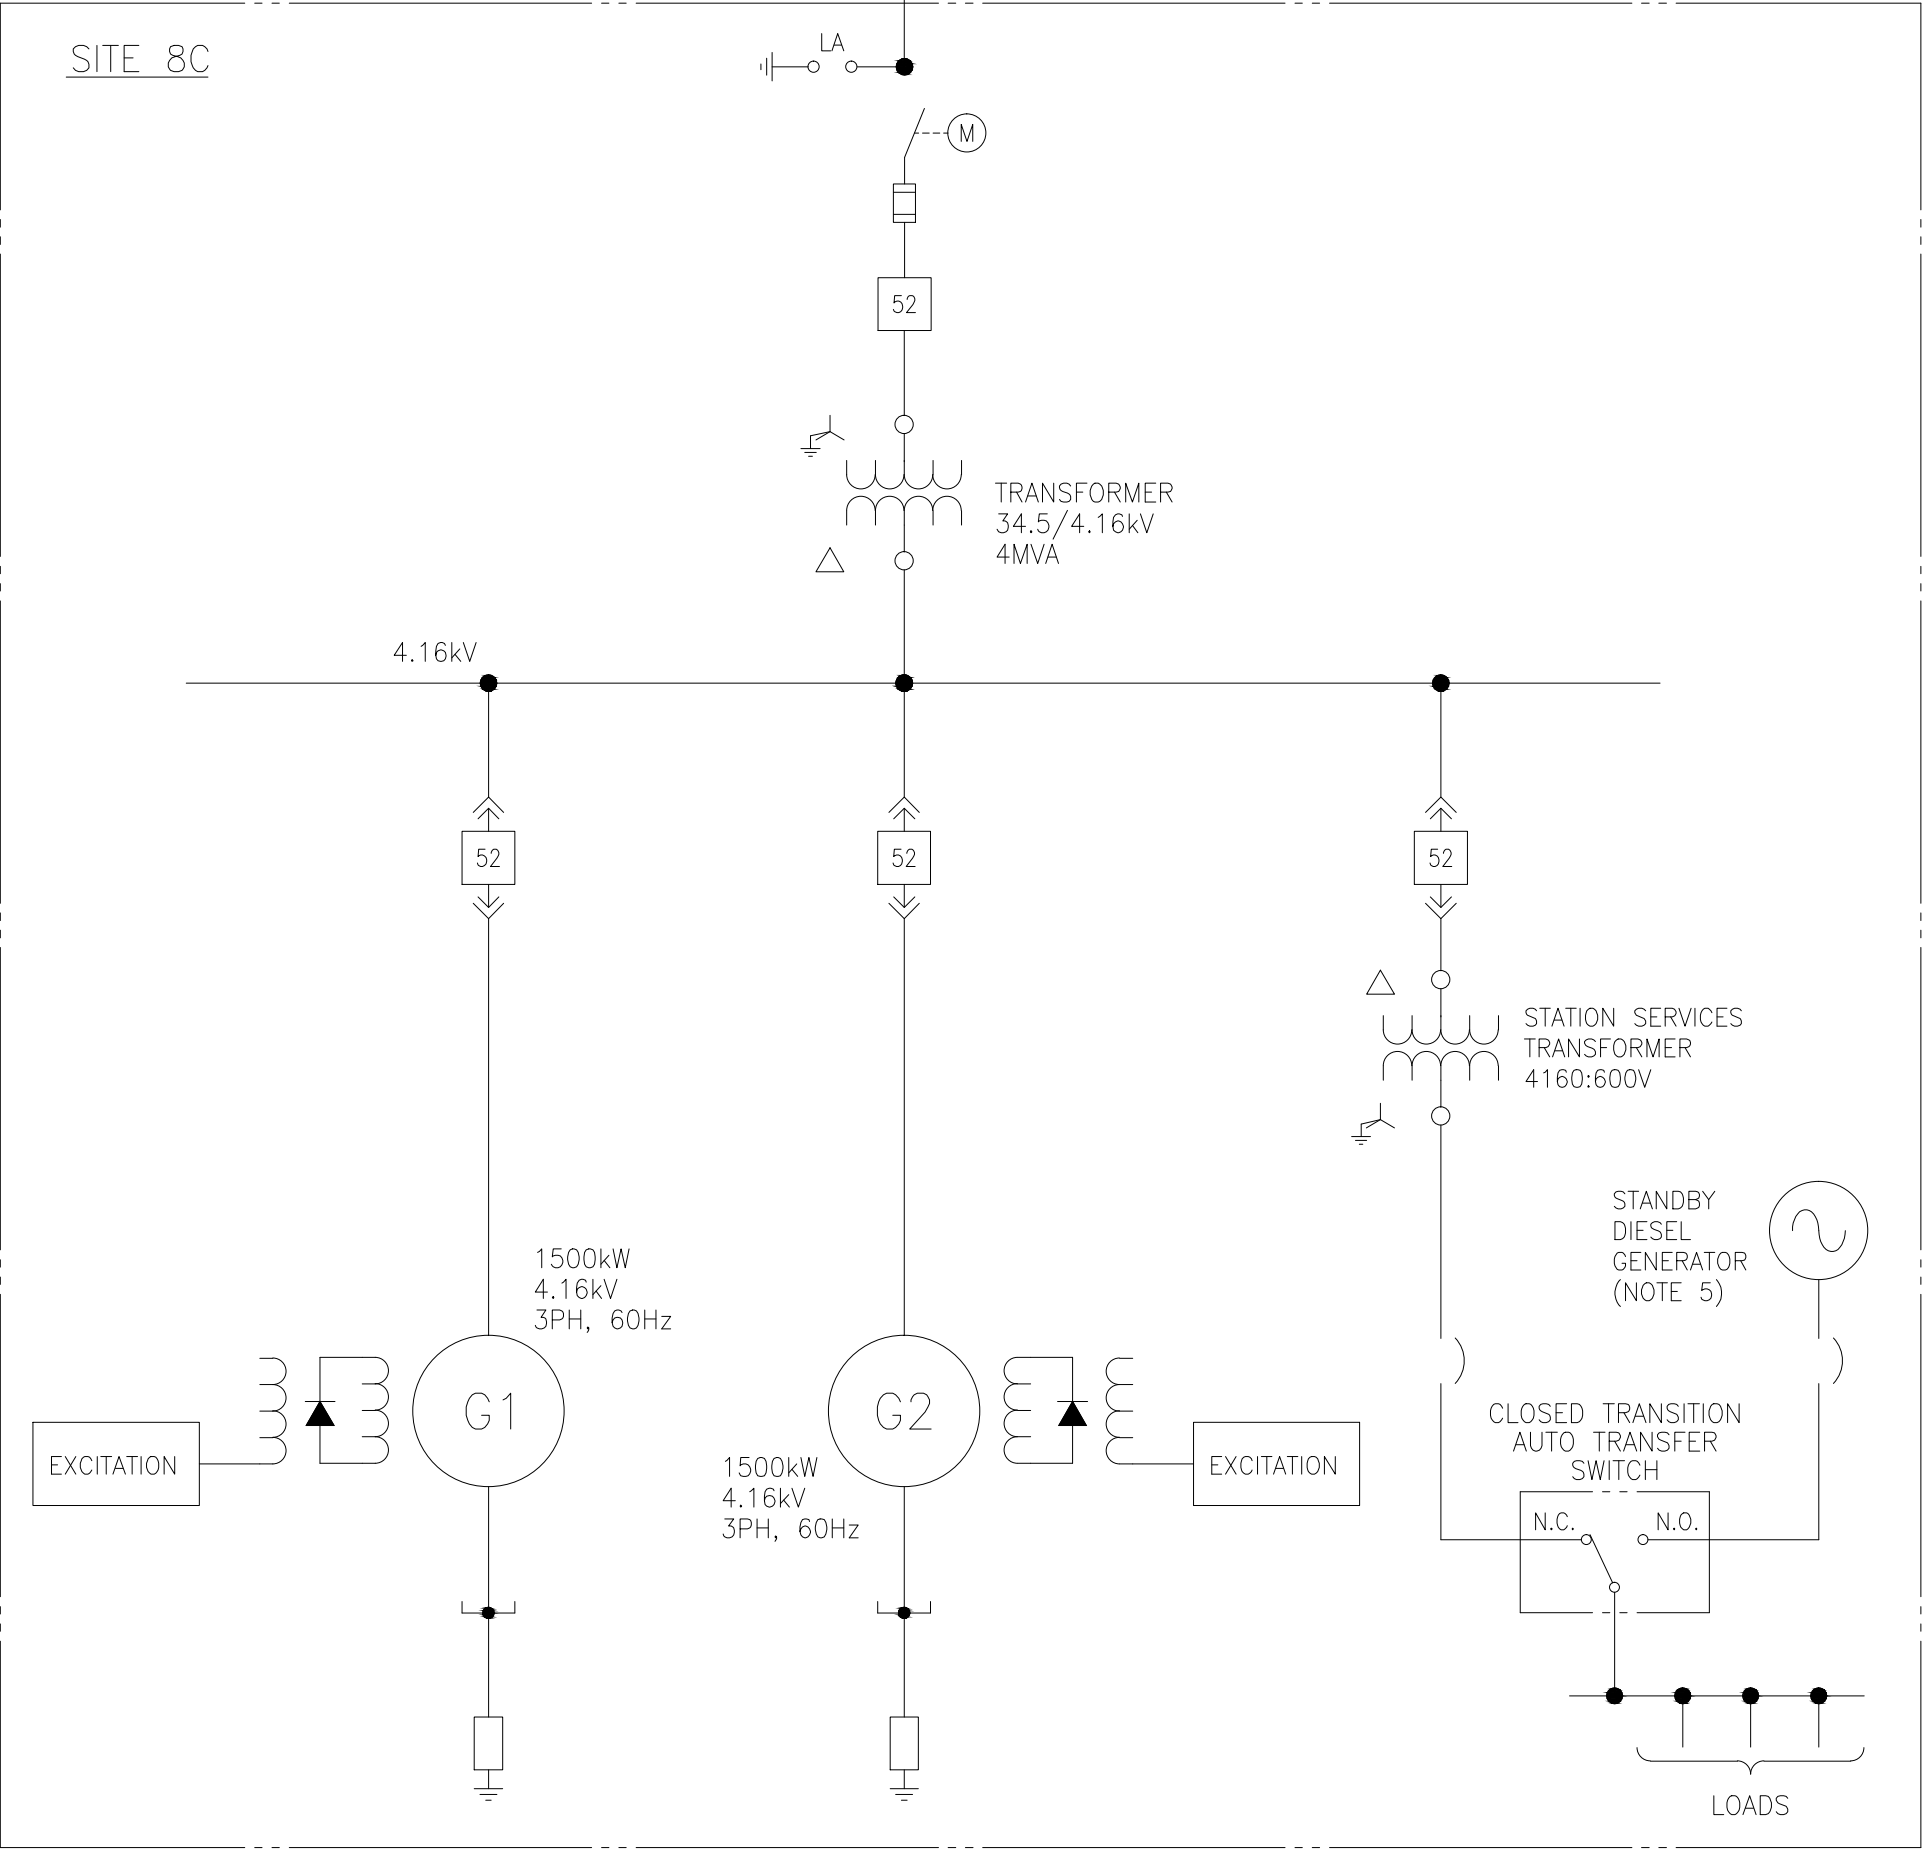 SITE 8C
LA
M
52
TRANSFORMER
34.5/4.16kV
4MVA
4.16kV
52
52
52
STATION SERVICES
TRANSFORMER
4160:600V
STANDBY
DIESEL
GENERATOR
(NOTE 5)
1500kW
4.16kV
3PH, 60Hz
G1
G2
EXCITATION
1500kW
4.16kV
3PH, 60Hz
EXCITATION
CLOSED TRANSITION
AUTO TRANSFER
SWITCH
N.C.
N.O.
LOADS